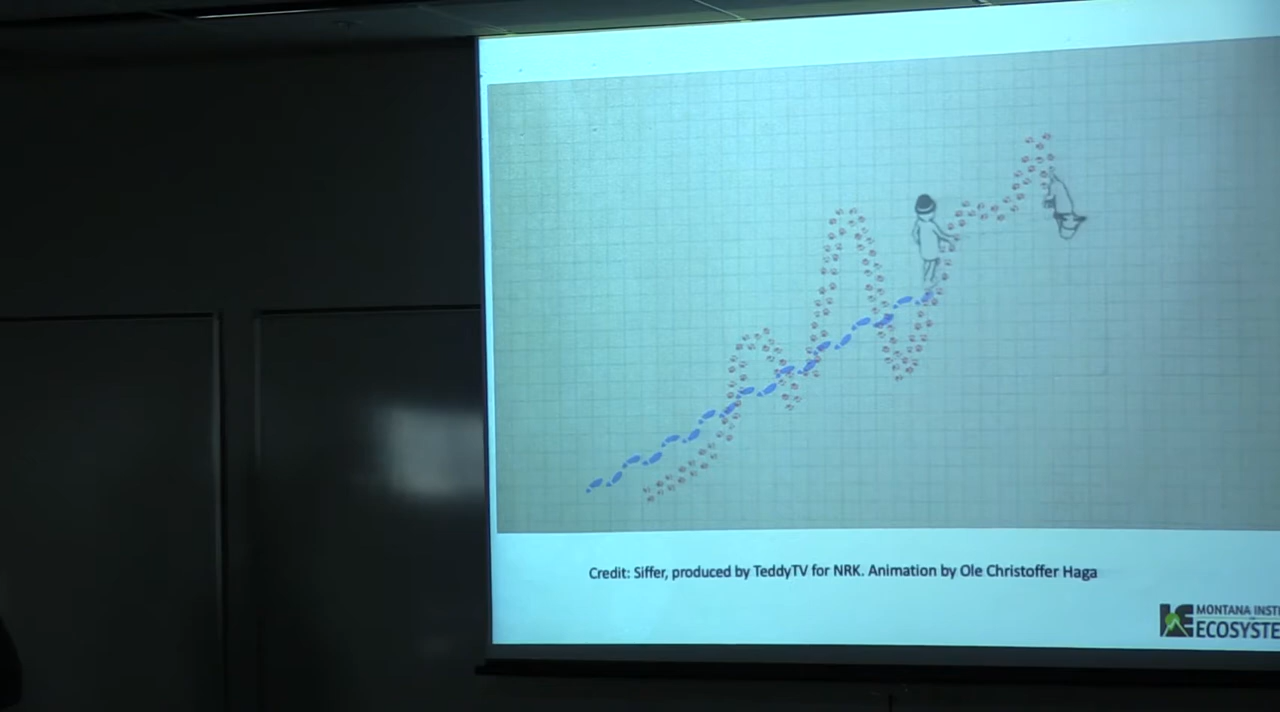 Credit: Siffer, produced by TeddyTV for NRK. Animation by Ole Christoffer Haga
MONTANA INSTI
ECOSYSTE